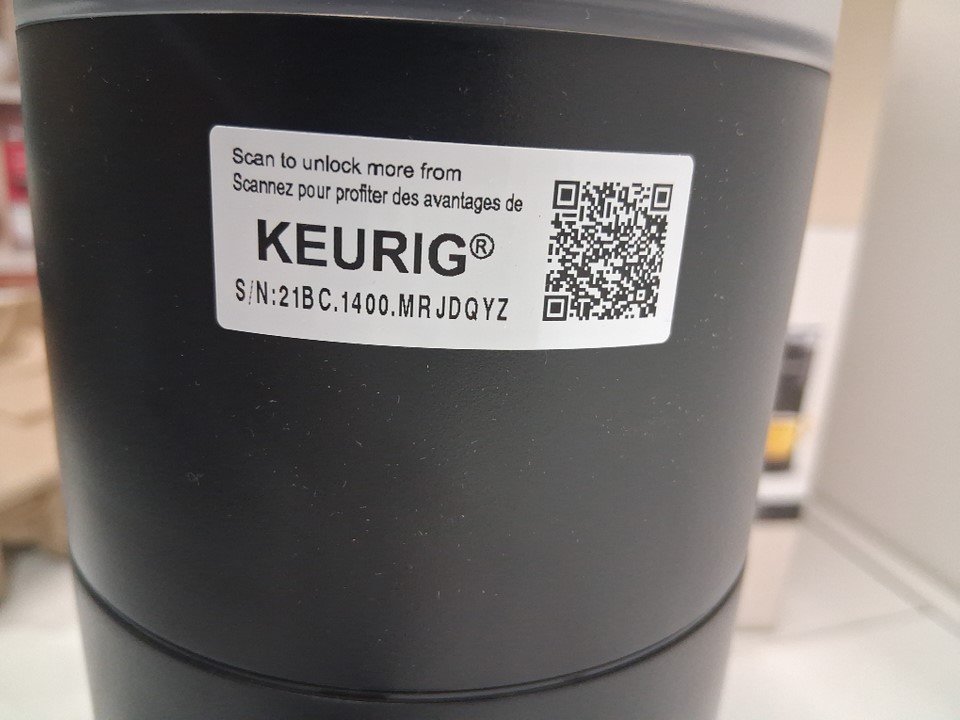 Scan to unlock more from
Scannez pour profiter des avantages de
KEURIG®
S/N:21BC.1400.MRJDQYZ